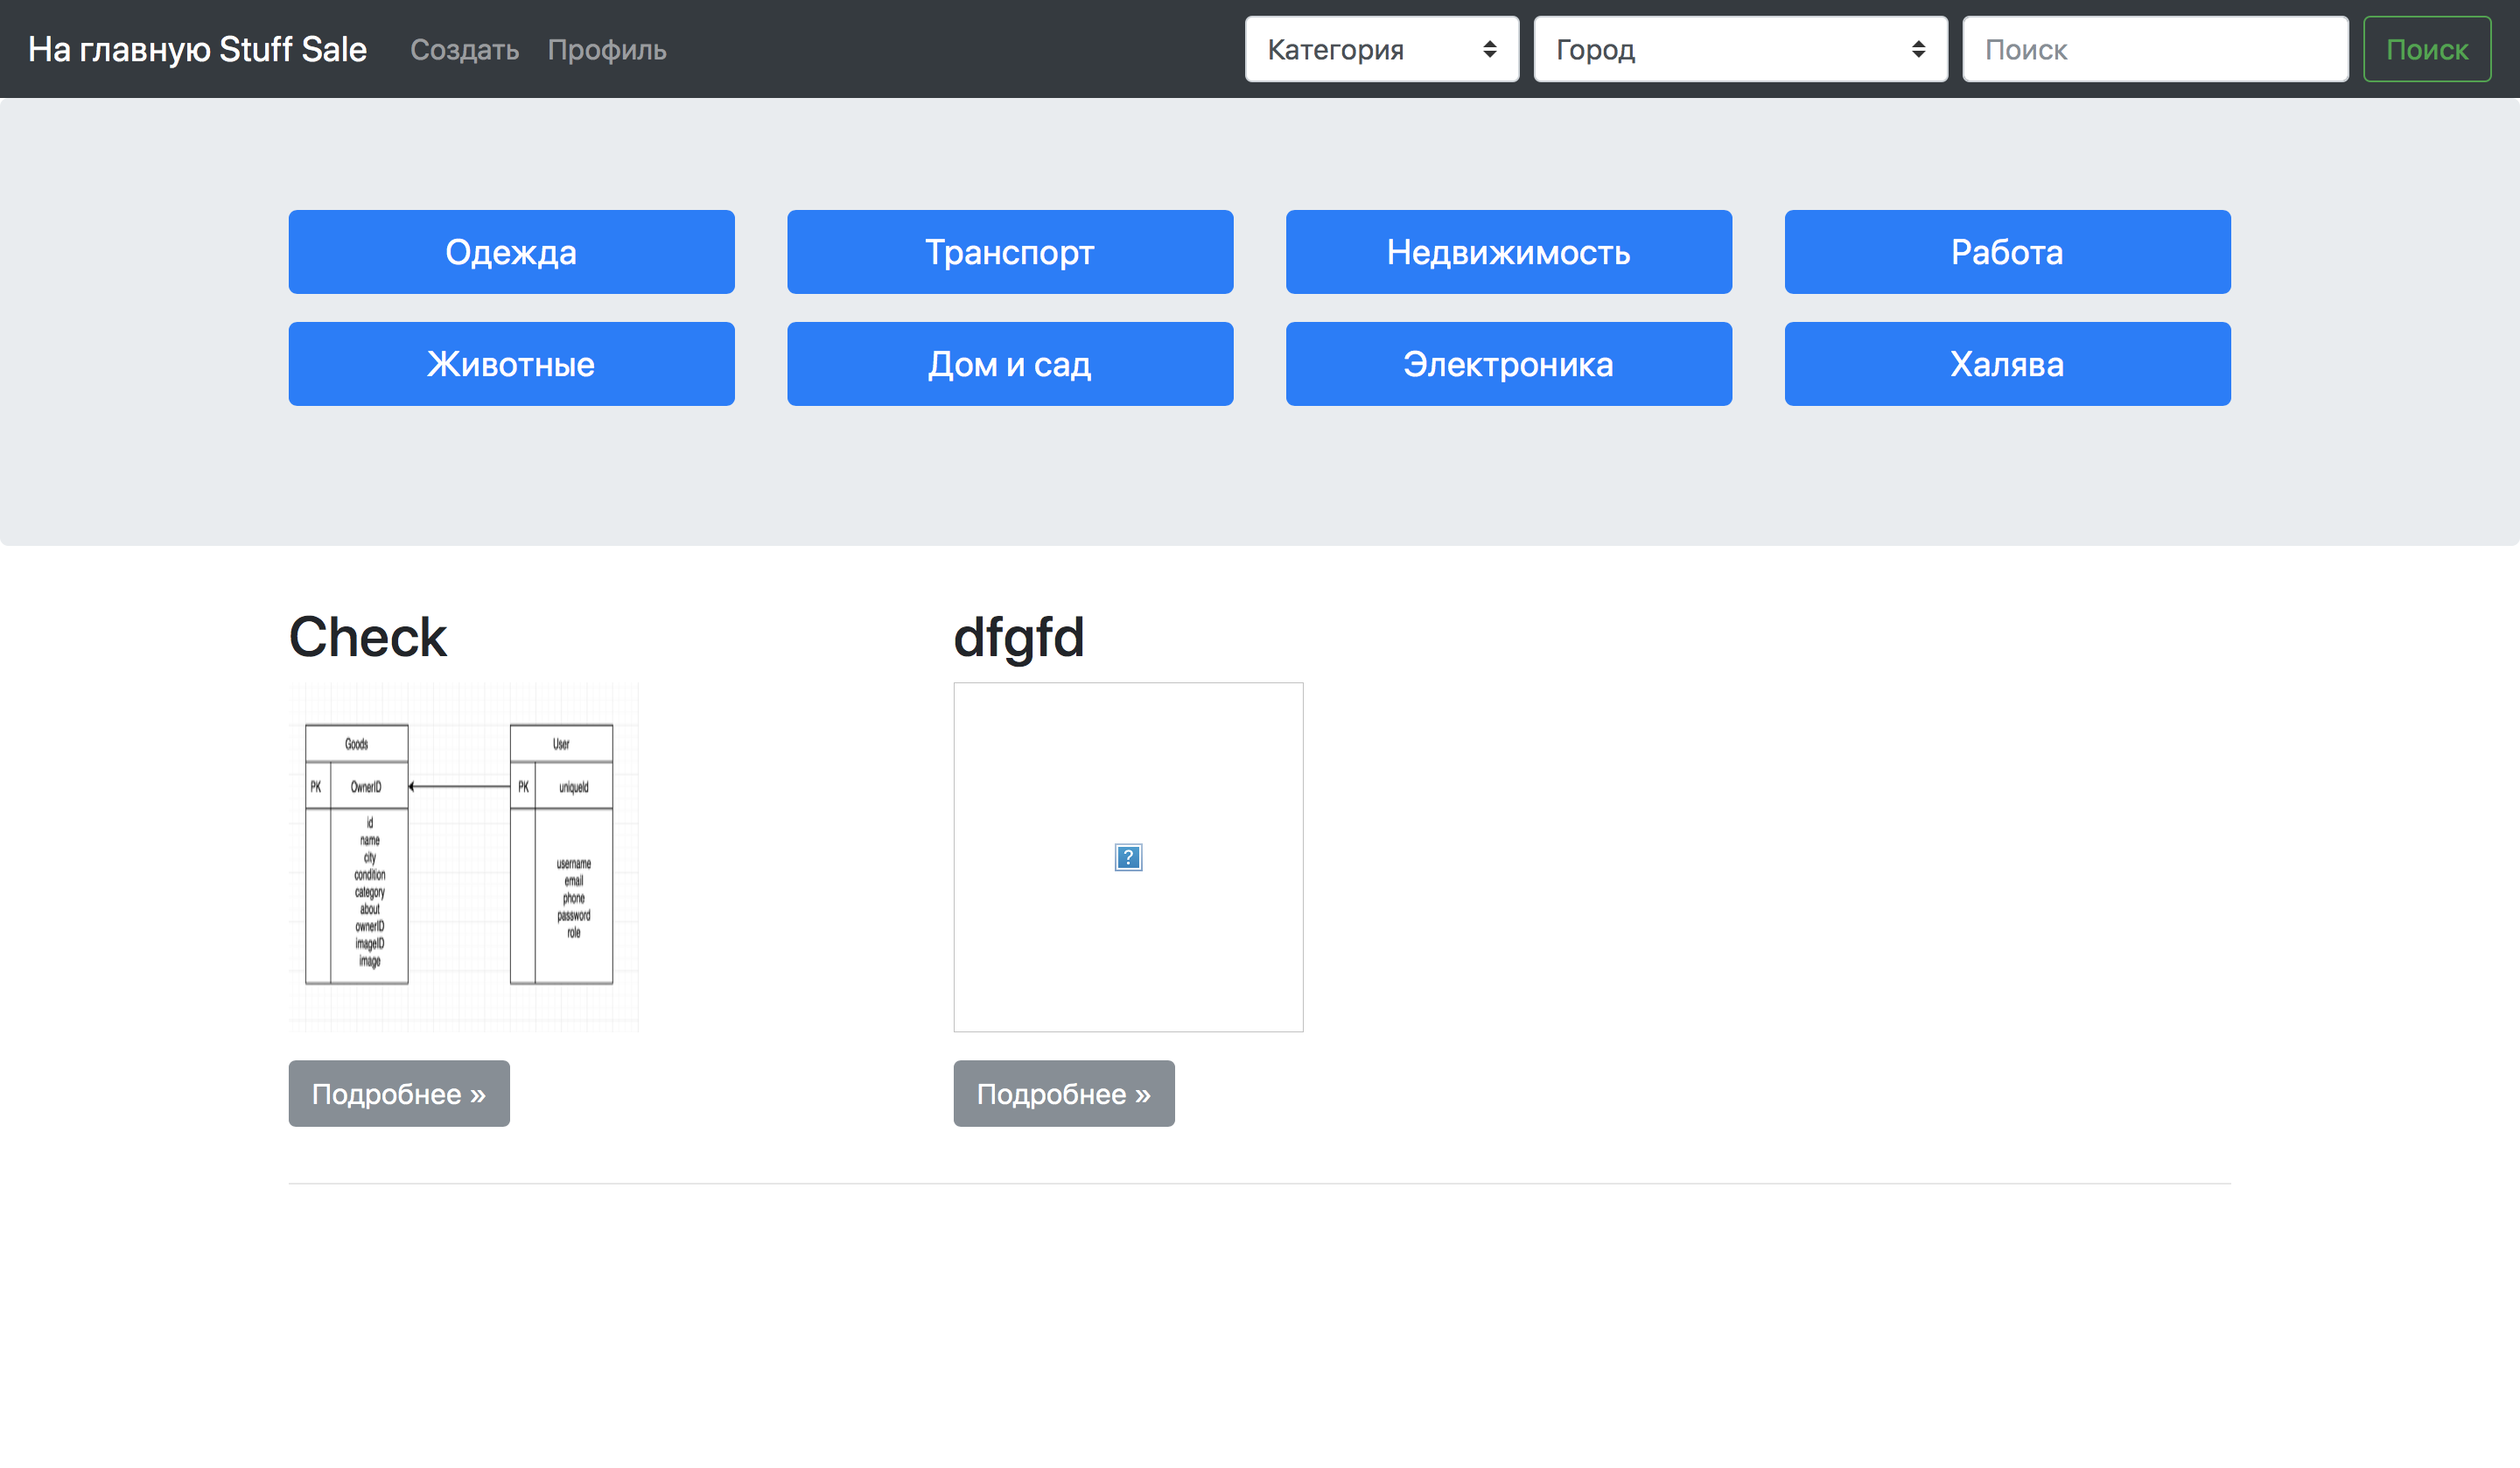 На главную Stuff Sale Создать Профиль Категория Город Поиск Поиск
Одежда Транспорт Недвижимость Работа
Животные Дом и сад Электроника Халява
Check dfgfd
Goods User
PK OwnerID PK uniqueId
id
name
city
condition
category
about
ownerID
imageID
image
username
email
phone
password
role
?
Подробнее » Подробнее »